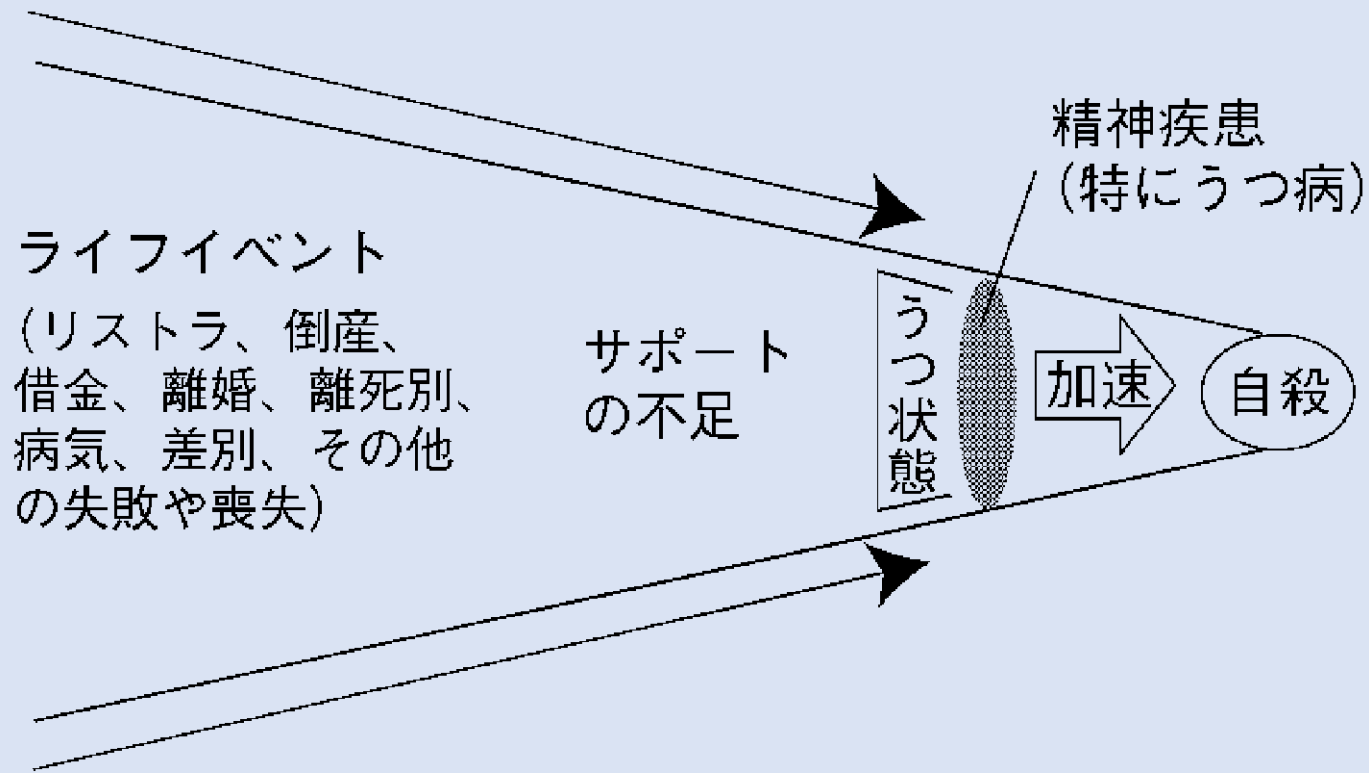 精神疾患
(特にうつ病)
ライフイベント
(リストラ、倒産、
借金、離婚、離死別、
病気、差別、その他
の失敗や喪失)
サポート
の不足
うつ状態
加速
自殺